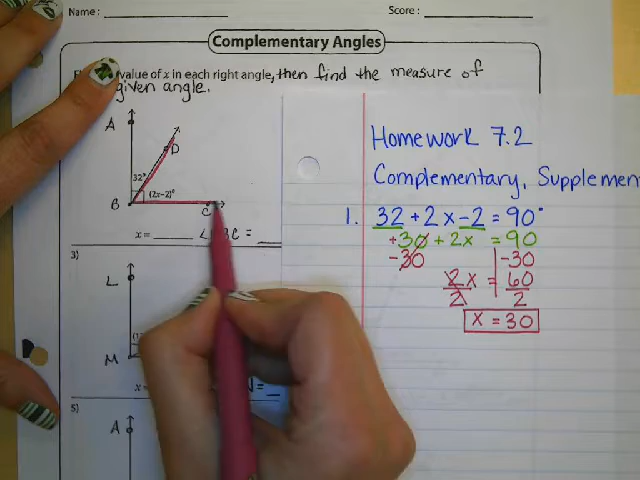 Name : Score :
Complementary Angles
value of x in each right angle, then find the measure of
given angle.
A
D
32°
(2x-2)°
B
C
x = =
3)
L
M
x =
=
5)
A
Homework 7.2
Complementary, Supplemen
1. 32 + 2x - 2 = 90°
+30 + 2x = 90
-30 -30
2x = 60
2 2
x = 30